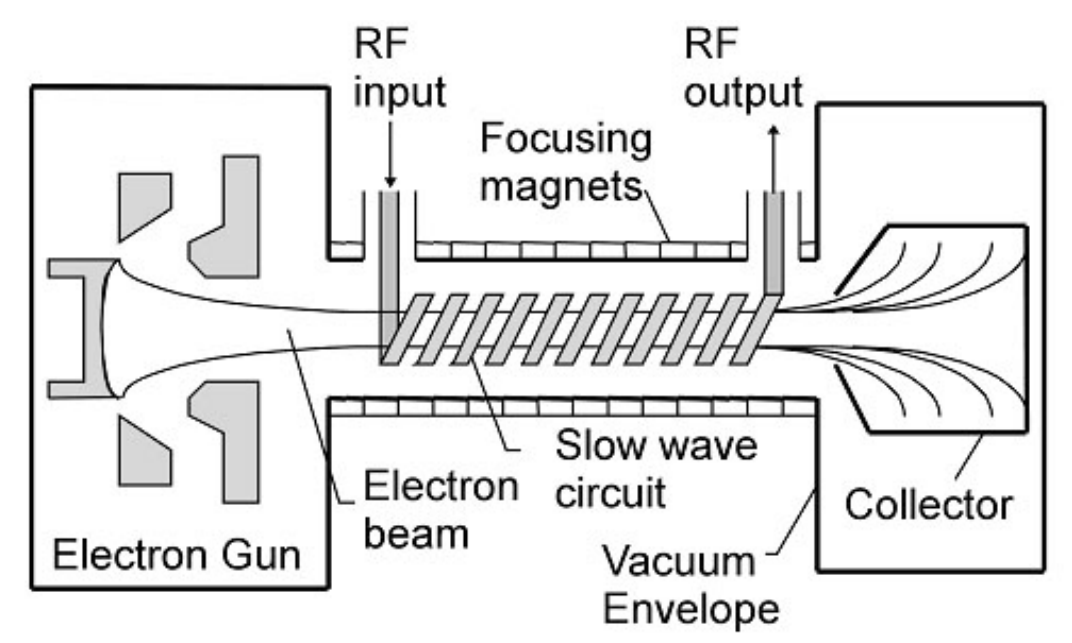 RF
input
RF
output
Focusing
magnets
Slow wave
circuit
Electron
beam
Electron Gun
Collector
Vacuum
Envelope